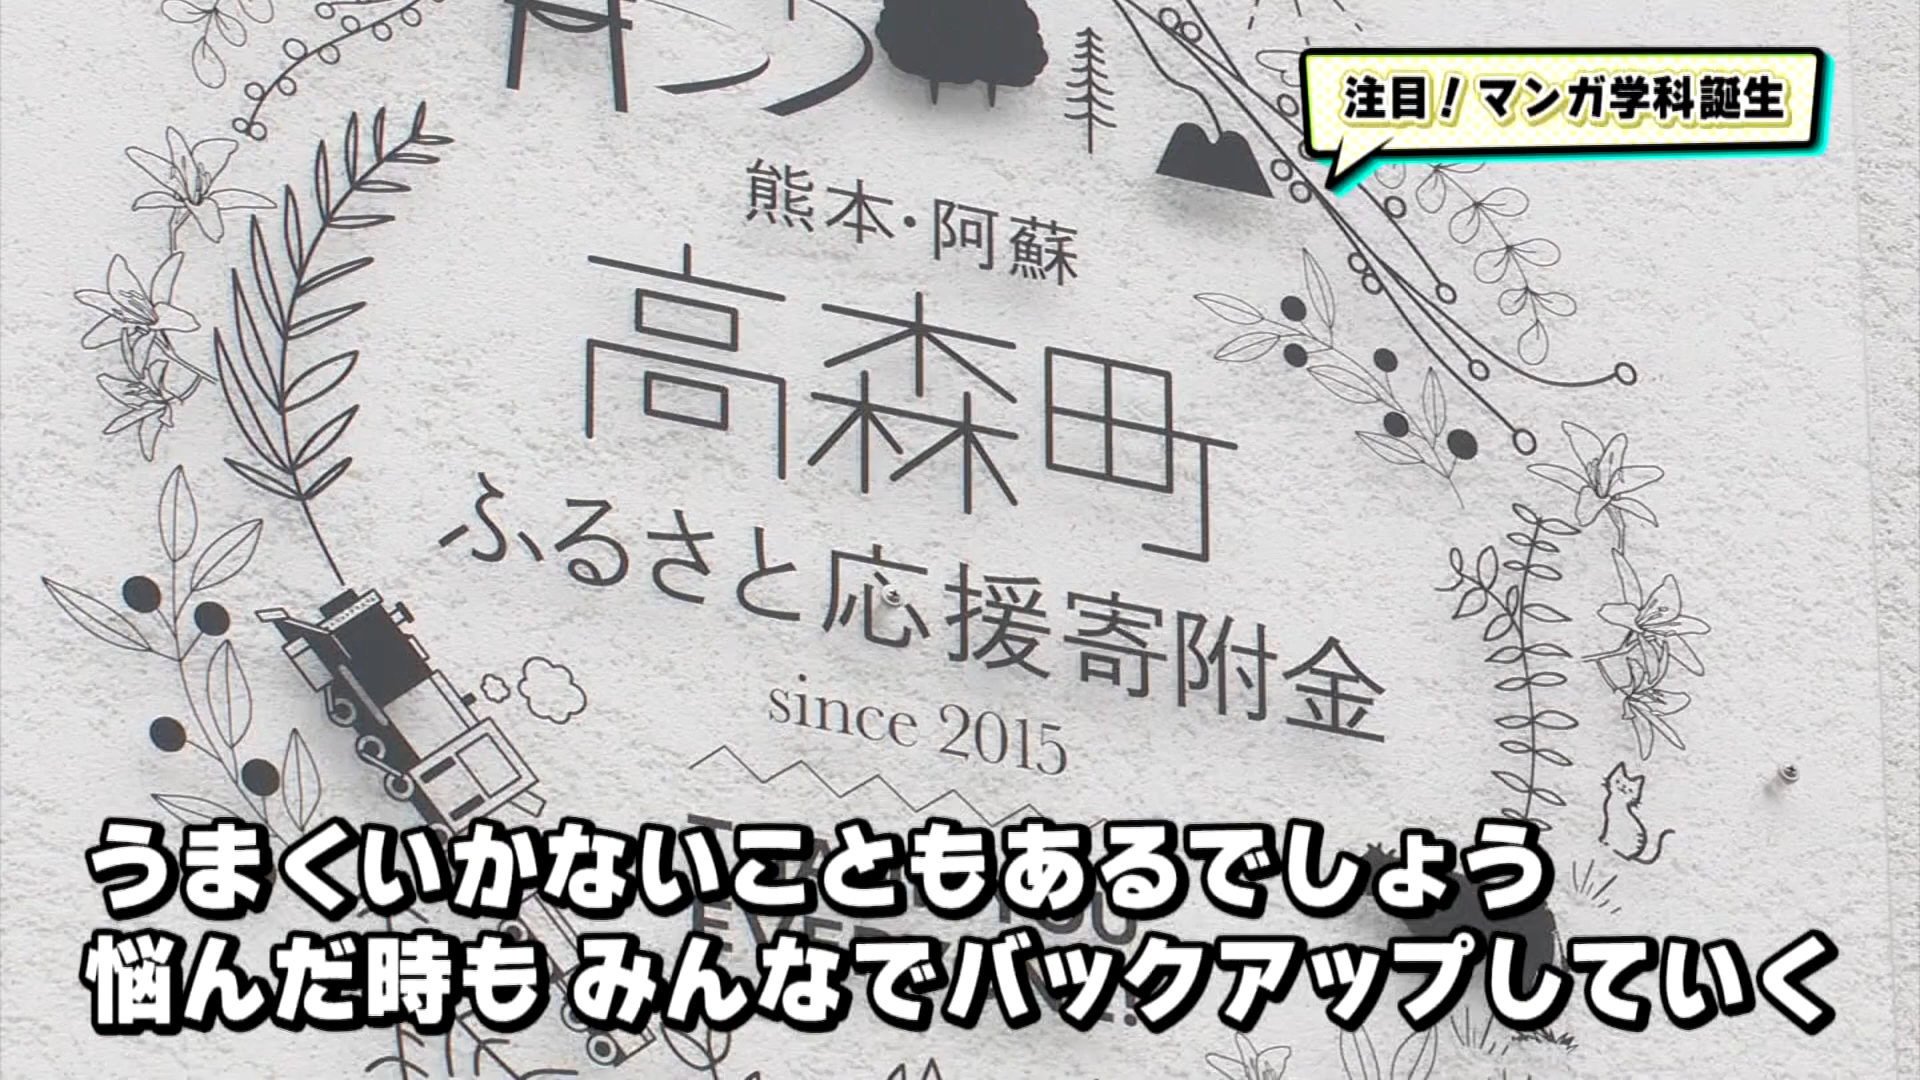 注目!マンガ学科誕生
熊本・阿蘇
高森町
ふるさと応援寄附金
since 2015
うまくいかないこともあるでしょう
悩んだ時も みんなでバックアップしていく